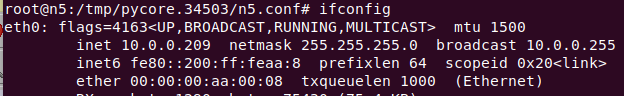 root@n5:/tmp/pycore.34503/n5.conf# ifconfig
eth0: flags=4163<UP,BROADCAST,RUNNING,MULTICAST>  mtu 1500
        inet 10.0.0.209  netmask 255.255.255.0  broadcast 10.0.0.255
        inet6 fe80::200:ff:feaa:8  prefixlen 64  scopeid 0x20<link>
        ether 00:00:00:aa:00:08  txqueuelen 1000  (Ethernet)